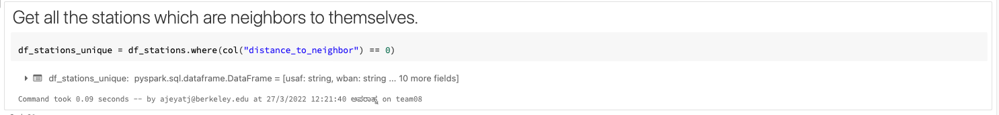 Get all the stations which are neighbors to themselves.
df_stations_unique = df_stations.where(col("distance_to_neighbor") == 0)
df_stations_unique: pyspark.sql.dataframe.DataFrame = [usaf: string, wban: string ... 10 more fields]
Command took 0.09 seconds -- by ajeyatj@berkeley.edu at 27/3/2022 12:21:40 ಅಪರಾಹ್ನ on team08